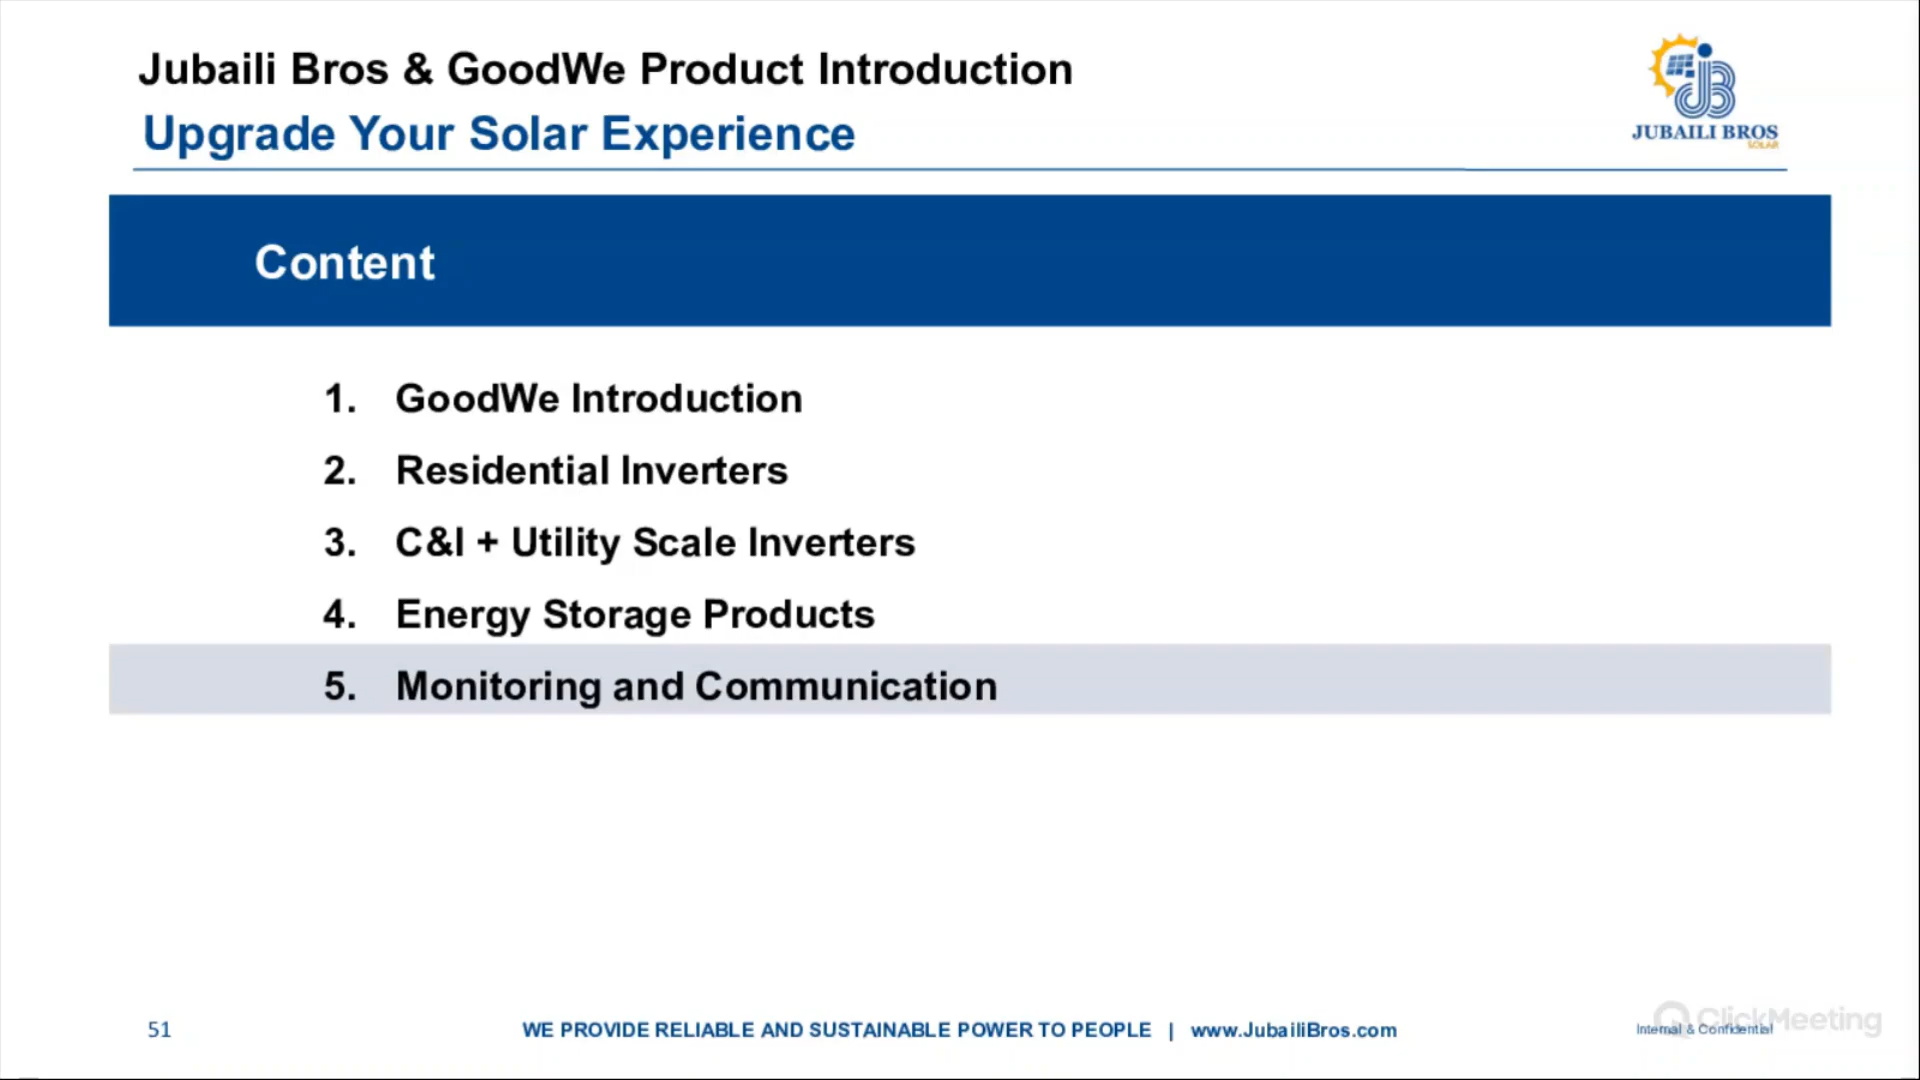 Jubaili Bros & GoodWe Product Introduction
Upgrade Your Solar Experience
JUBAILI BROS
SOLAR
Content
1. GoodWe Introduction
2. Residential Inverters
3. C&I + Utility Scale Inverters
4. Energy Storage Products
5. Monitoring and Communication
51
WE PROVIDE RELIABLE AND SUSTAINABLE POWER TO PEOPLE | www.JubailiBros.com
Internal & Confidential
ClickMeeting